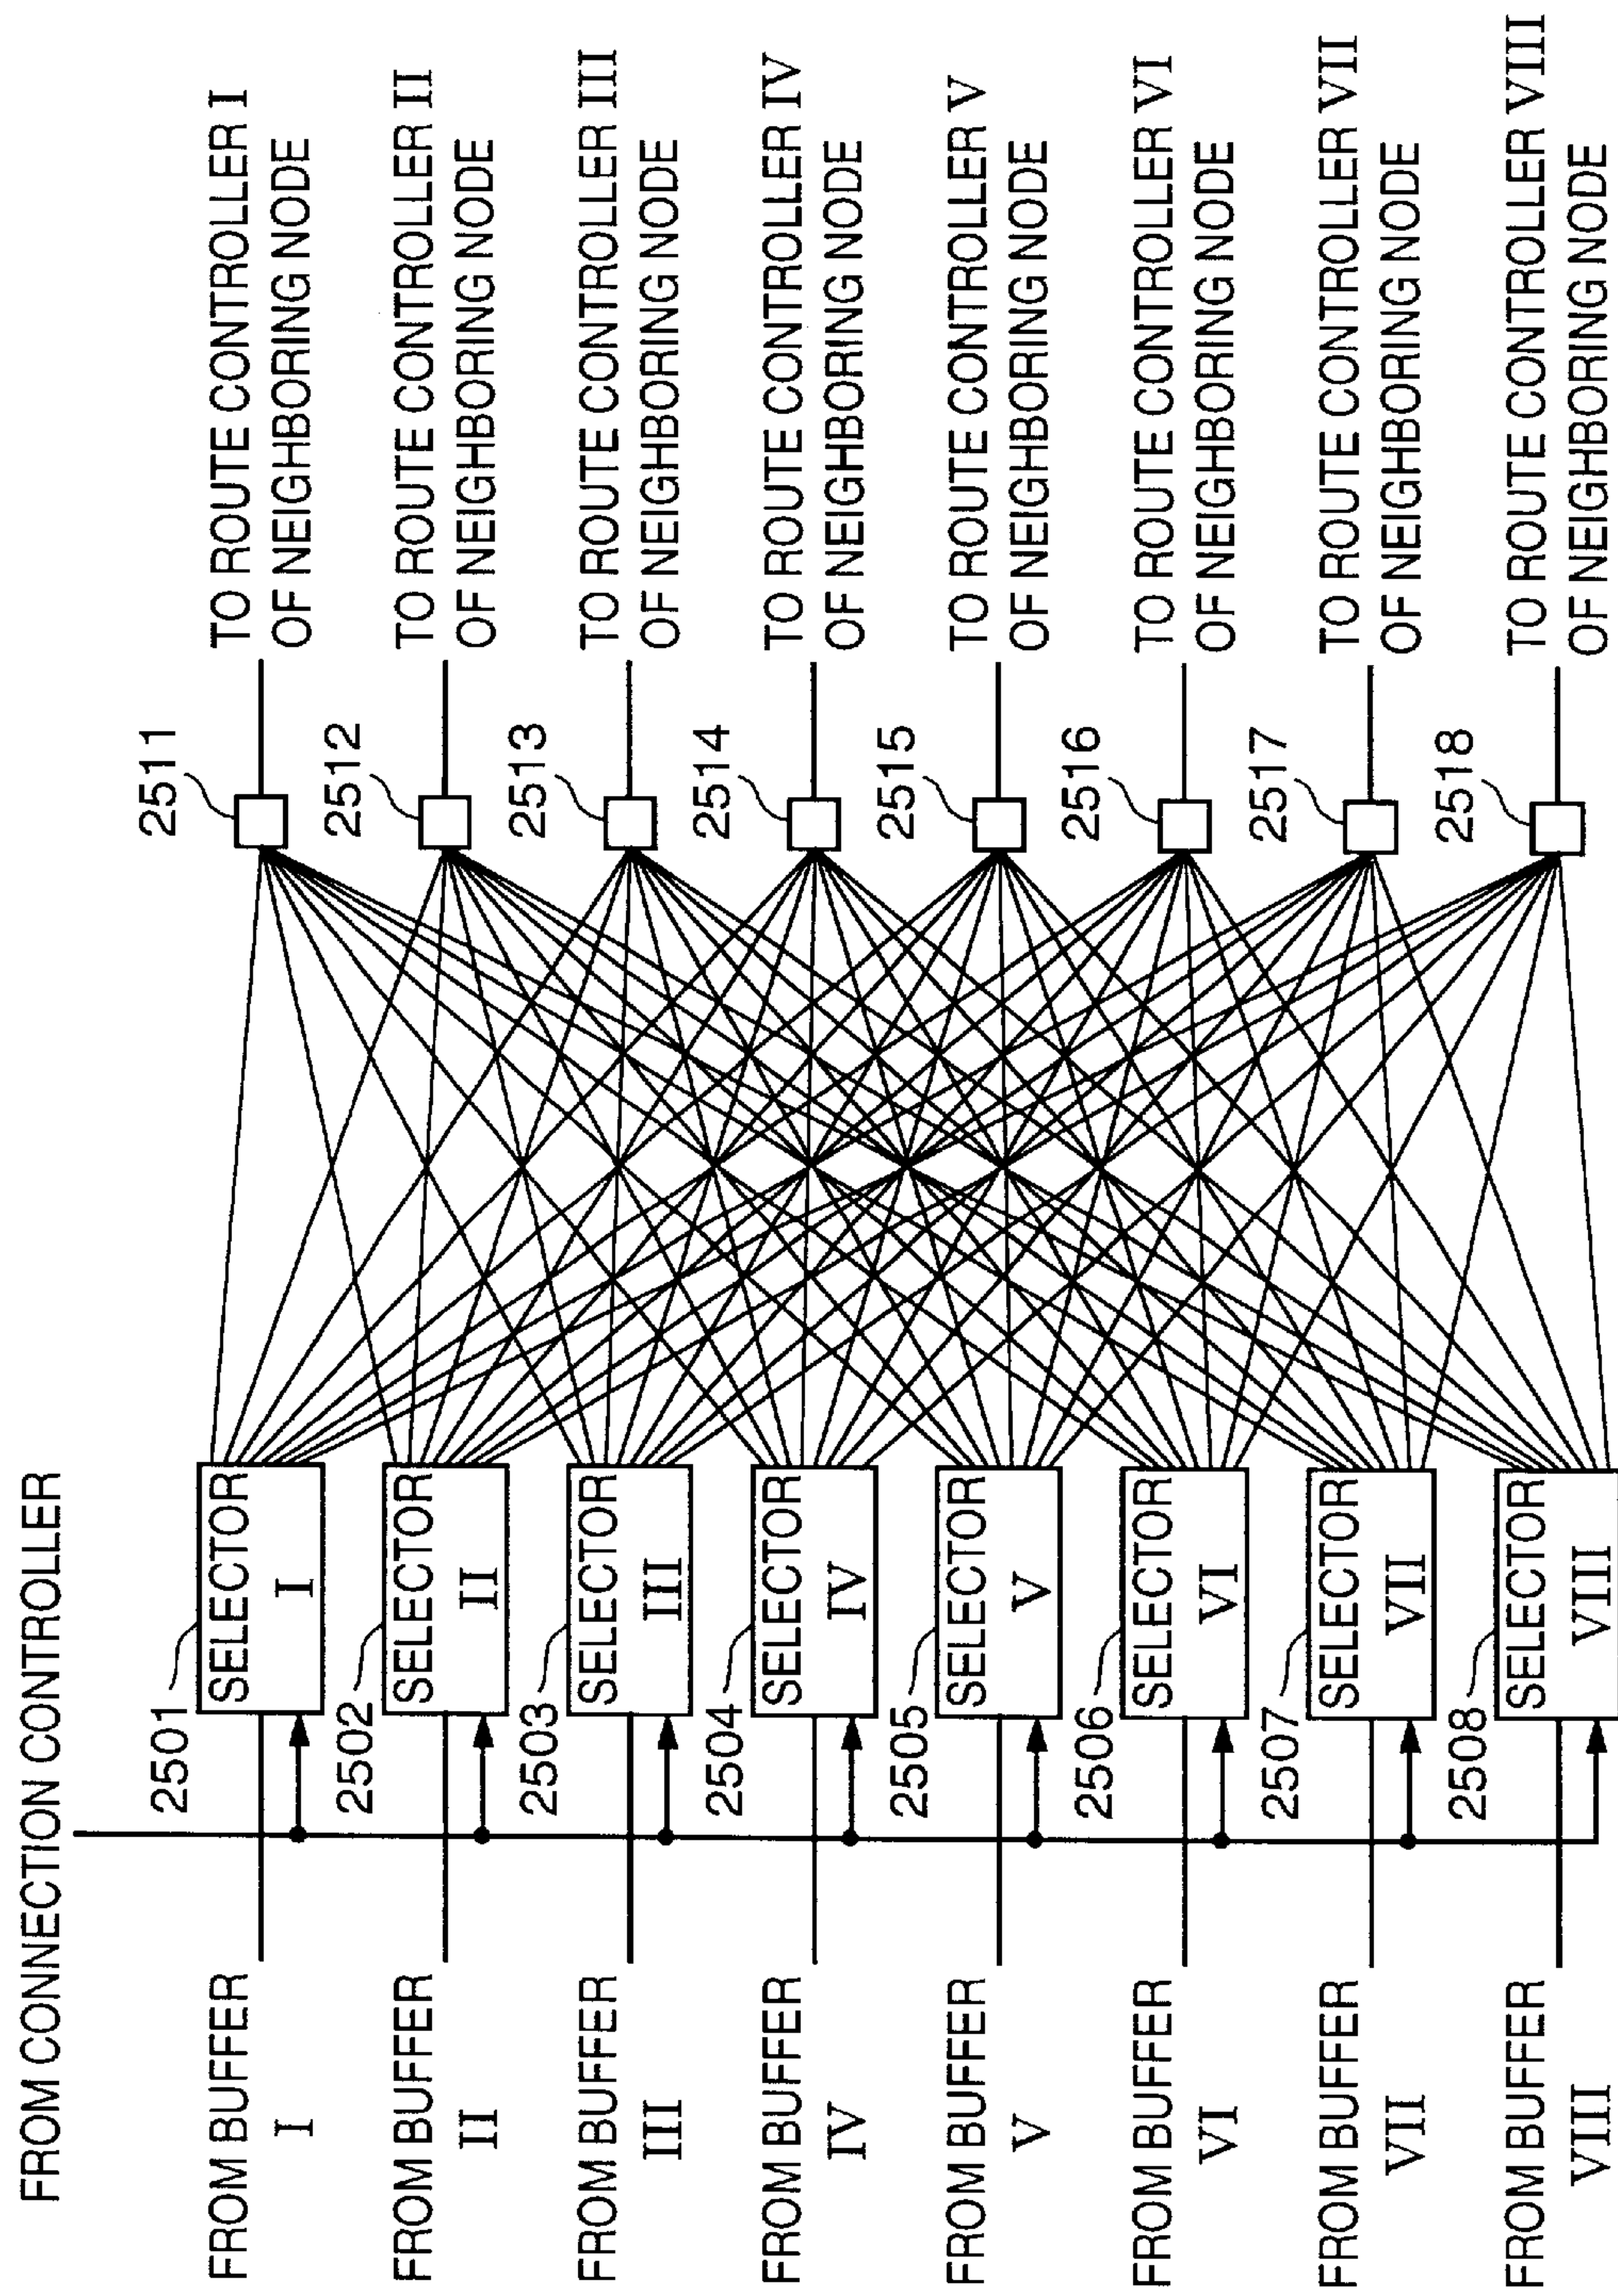 FROM CONNECTION CONTROLLER
FROM BUFFER
I
2501
SELECTOR
I
2511
TO ROUTE CONTROLLER I
OF NEIGHBORING NODE
FROM BUFFER
II
2502
SELECTOR
II
2512
TO ROUTE CONTROLLER II
OF NEIGHBORING NODE
FROM BUFFER
III
2503
SELECTOR
III
2513
TO ROUTE CONTROLLER III
OF NEIGHBORING NODE
FROM BUFFER
IV
2504
SELECTOR
IV
2514
TO ROUTE CONTROLLER IV
OF NEIGHBORING NODE
FROM BUFFER
V
2505
SELECTOR
V
2515
TO ROUTE CONTROLLER V
OF NEIGHBORING NODE
FROM BUFFER
VI
2506
SELECTOR
VI
2516
TO ROUTE CONTROLLER VI
OF NEIGHBORING NODE
FROM BUFFER
VII
2507
SELECTOR
VII
2517
TO ROUTE CONTROLLER VII
OF NEIGHBORING NODE
FROM BUFFER
VIII
2508
SELECTOR
VIII
2518
TO ROUTE CONTROLLER VIII
OF NEIGHBORING NODE